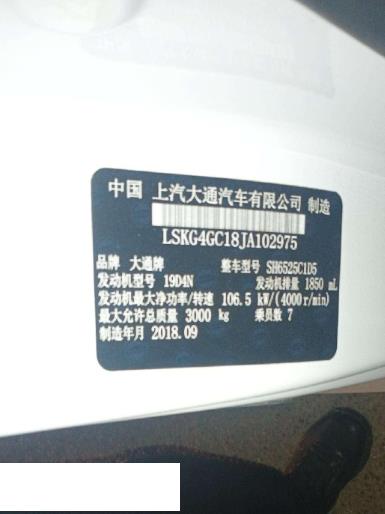 中国 上汽大通汽车有限公司 制造
LSKG4GC18JA102975
品牌 大通牌 整车型号 SH6525C1D5
发动机型号 19D4N 发动机排量 1850 mL
发动机最大净功率/转速 106.5 kW/(4000r/min)
最大允许总质量 3000 kg 乘员数 7
制造年月 2018.09